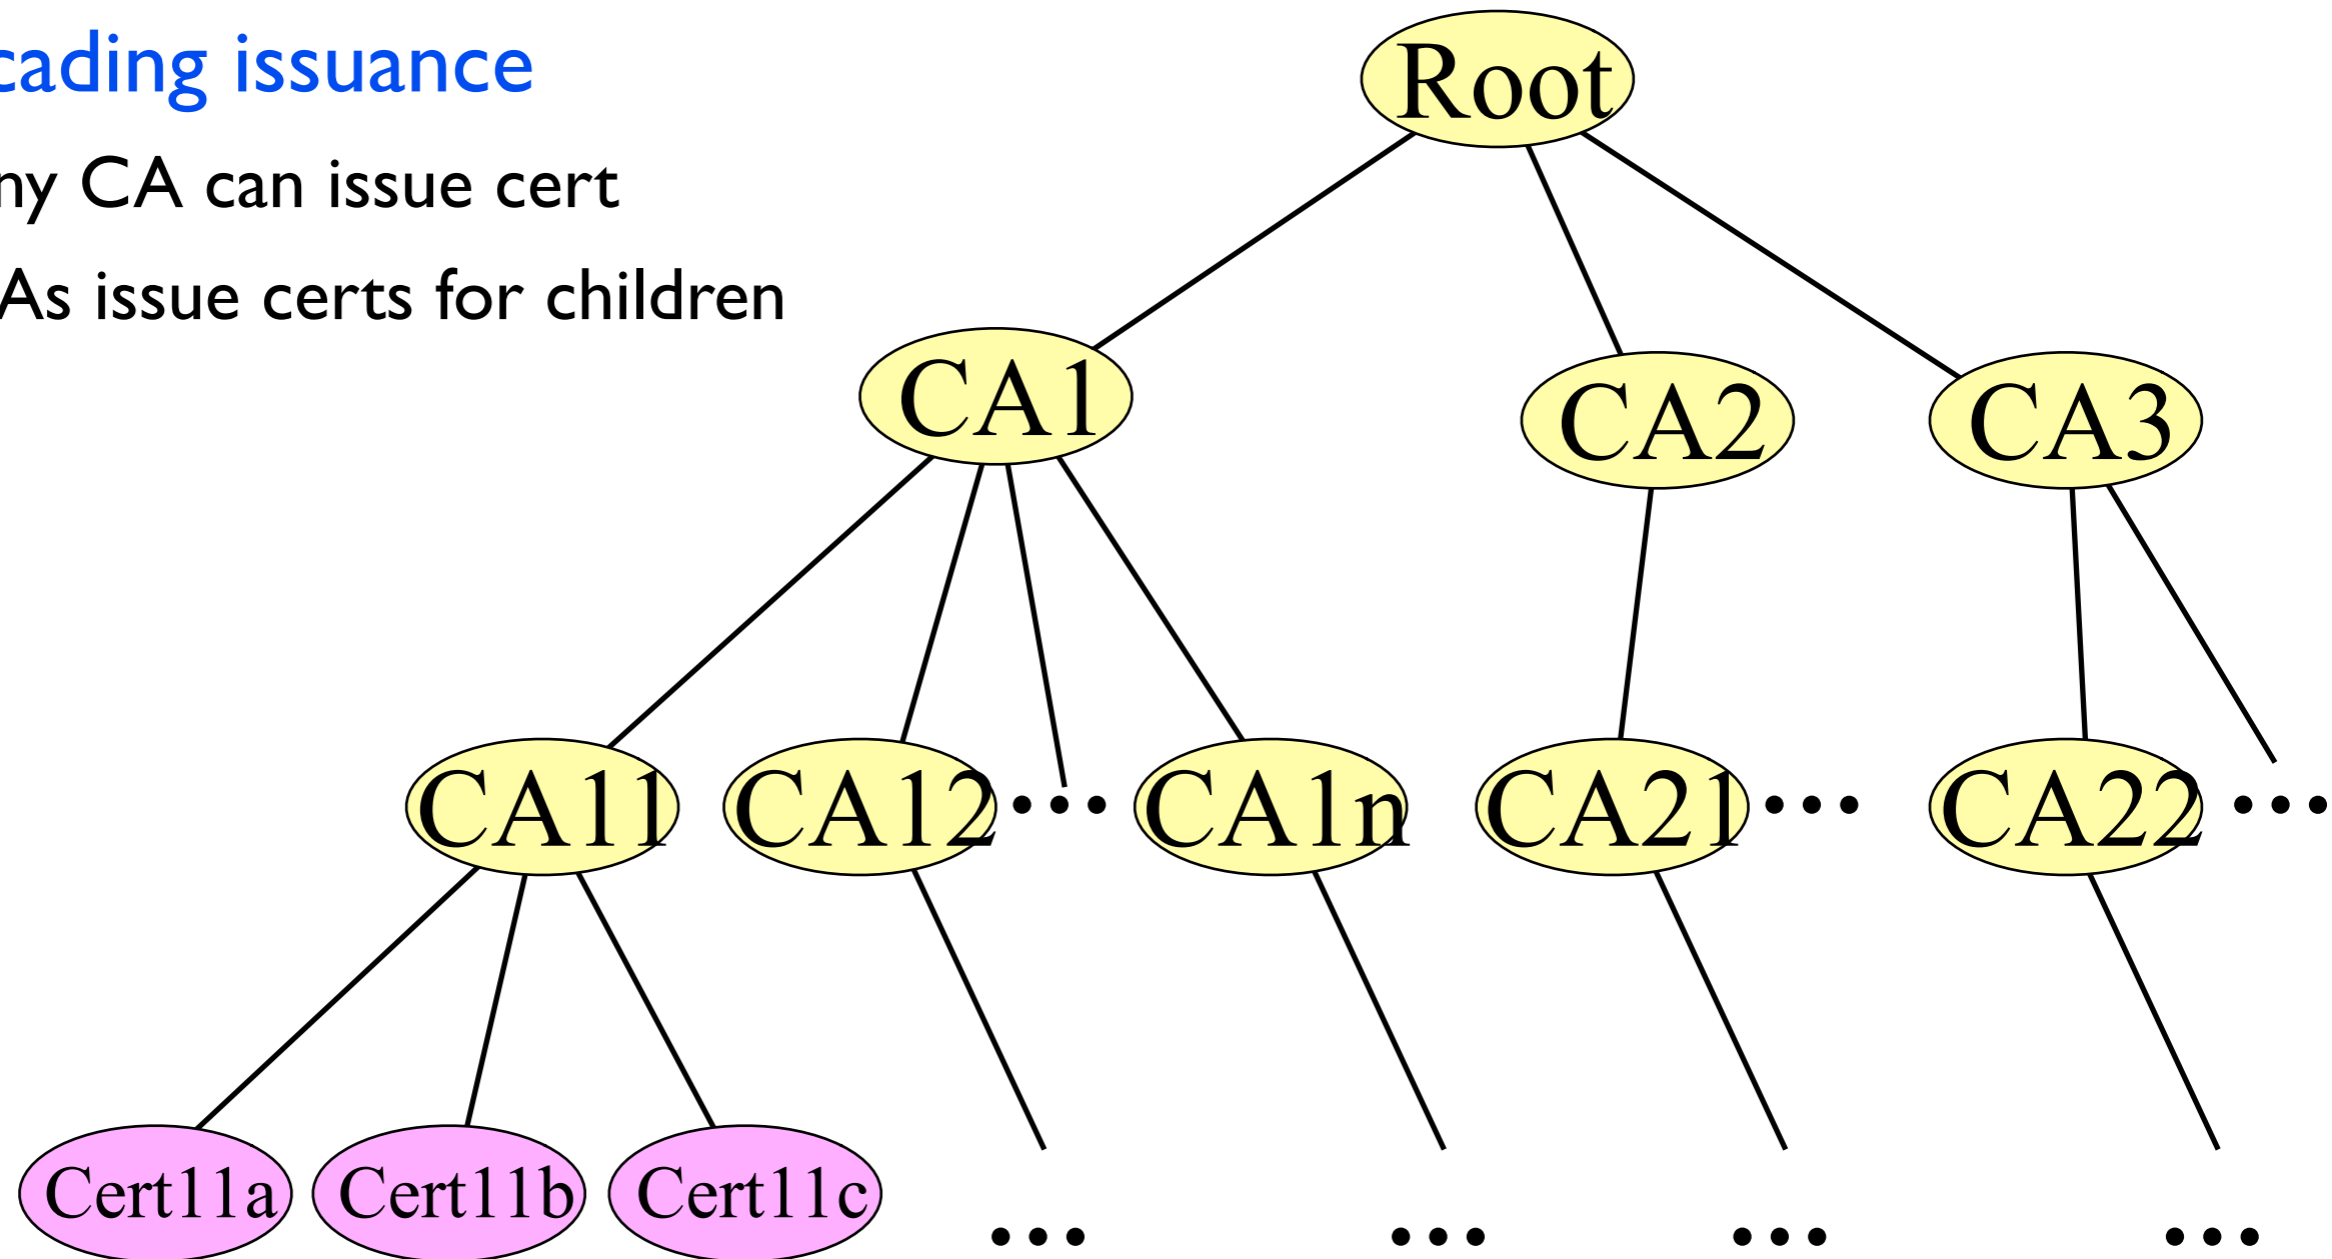 cading issuance
ny CA can issue cert
As issue certs for children
Root
CA1
CA2
CA3
CA11
CA12
...
CA1n
CA21
...
CA22
...
Cert11a
Cert11b
Cert11c
...
...
...
...